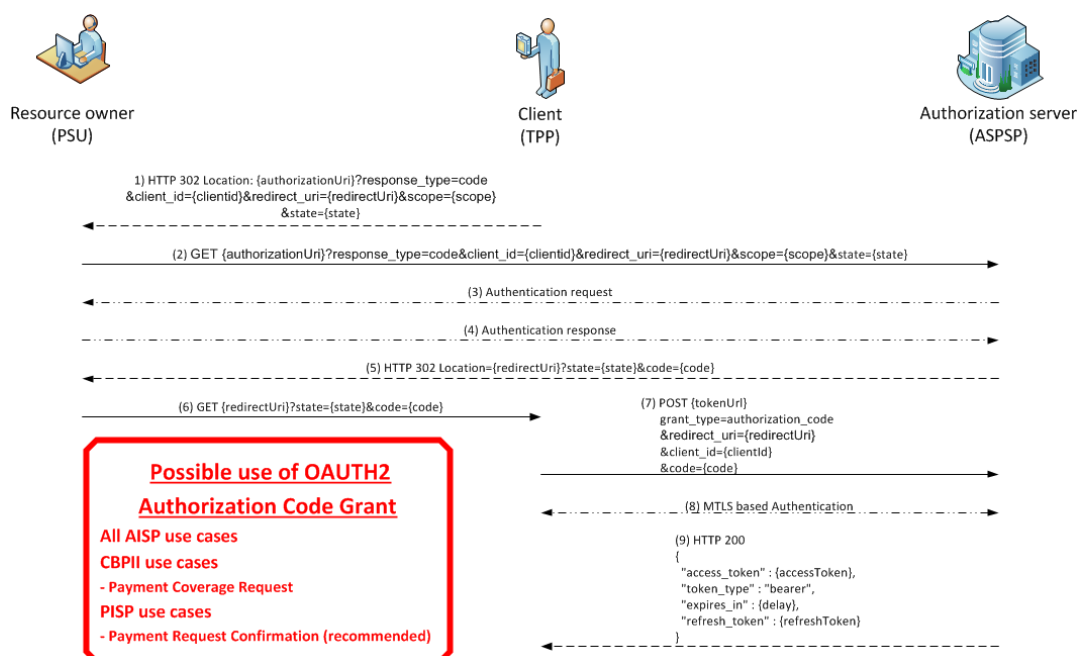 Resource owner
(PSU)
Client
(TPP)
Authorization server
(ASPSP)
1) HTTP 302 Location: {authorizationUri}?response_type=code
&client_id={clientid}&redirect_uri={redirectUri}&scope={scope}
&state={state}
(2) GET {authorizationUri}?response_type=code&client_id={clientid}&redirect_uri={redirectUri}&scope={scope}&state={state}
(3) Authentication request
(4) Authentication response
(5) HTTP 302 Location={redirectUri}?state={state}&code={code}
(6) GET {redirectUri}?state={state}&code={code}
(7) POST {tokenUrl}
grant_type=authorization_code
&redirect_uri={redirectUri}
&client_id={clientId}
&code={code}
Possible use of OAUTH2
Authorization Code Grant
All AISP use cases
CBPII use cases
- Payment Coverage Request
PISP use cases
- Payment Request Confirmation (recommended)
(8) MTLS based Authentication
(9) HTTP 200
{
"access_token" : {accessToken},
"token_type" : "bearer",
"expires_in" : {delay},
"refresh_token" : {refreshToken}
}